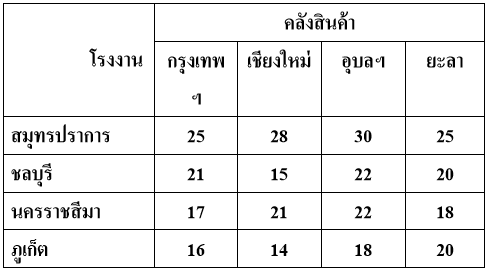 คลังสินค้า
โรงงาน กรุงเทพ เชียงใหม่ อุบลฯ ยะลา
ฯ
สมุทรปราการ 25 28 30 25
ชลบุรี 21 15 22 20
นครราชสีมา 17 21 22 18
ภูเก็ต 16 14 18 20